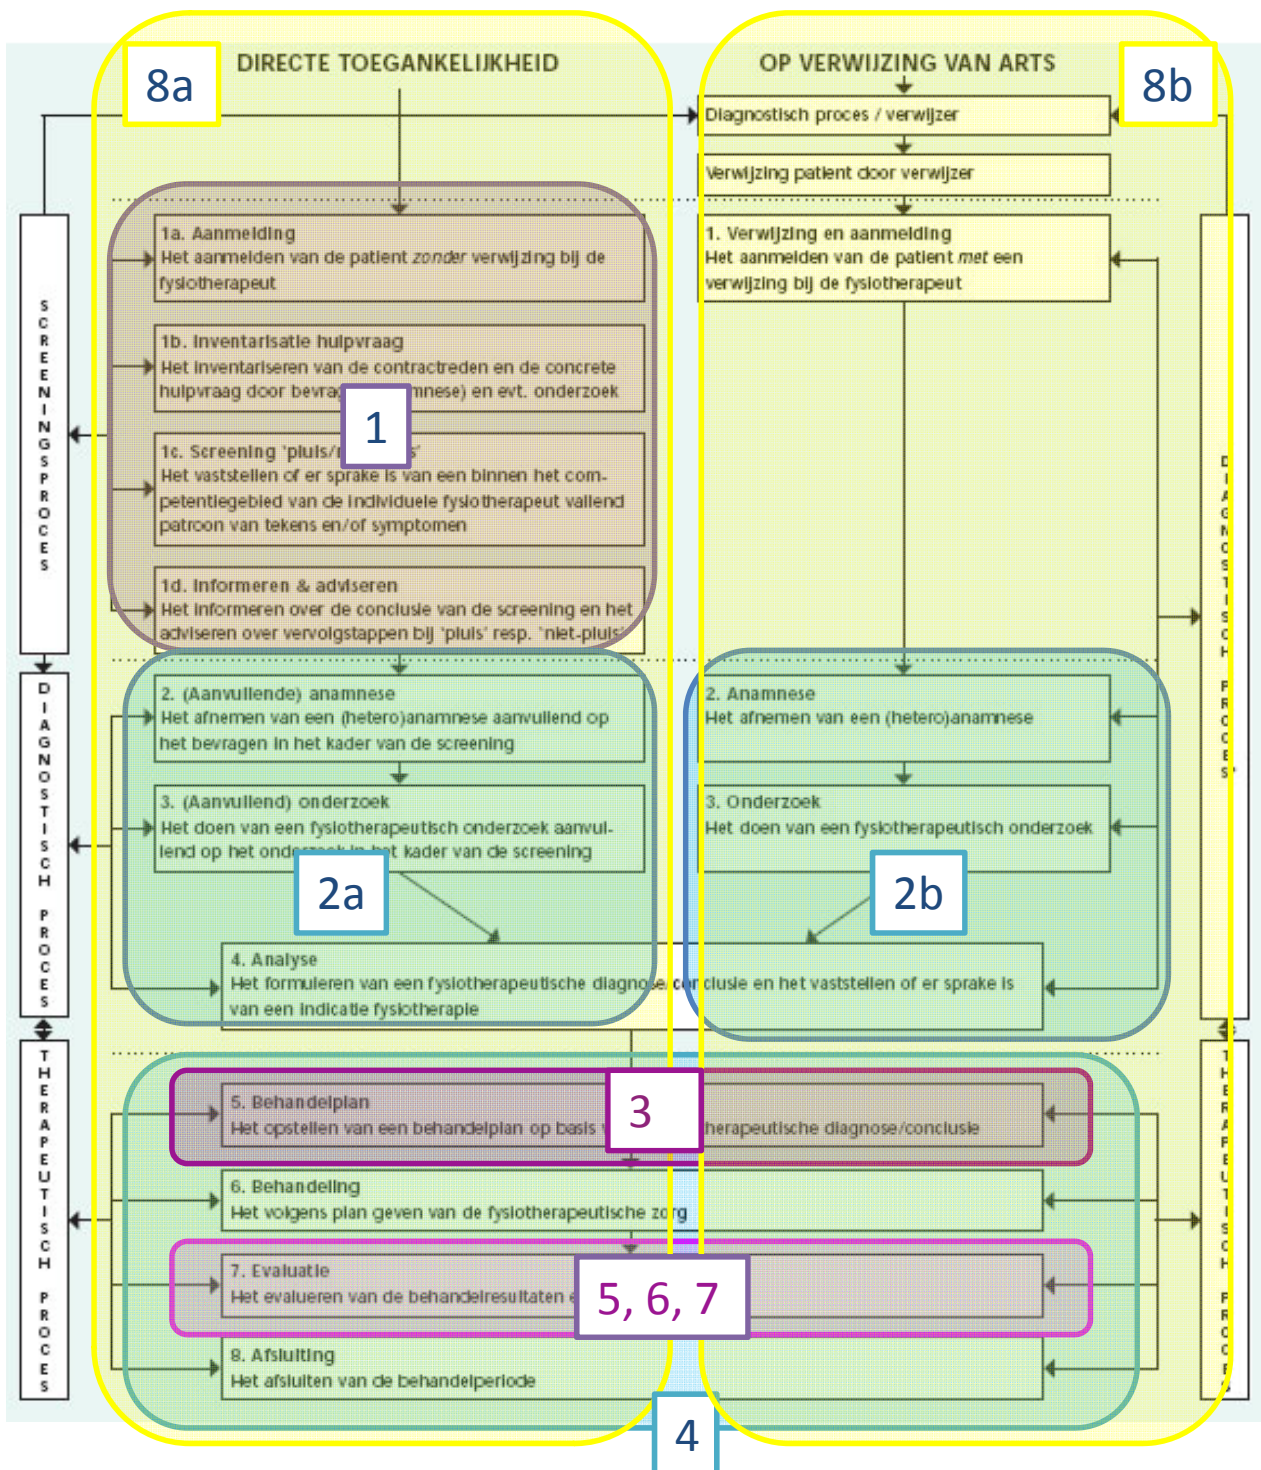 8a
DIRECTE TOEGANKELIJKHEID
OP VERWIJZING VAN ARTS
8b
Diagnostisch proces / verwijzer
Verwijzing patient door verwijzer
SCREENINGSPROCES
1a. Aanmelding
Het aanmelden van de patient zonder verwijzing bij de
fysiotherapeut
1b. Inventarisatie hulpvraag
Het inventariseren van de contractreden en de concrete
hulpvraag door
mnese) en evt. onderzoek
1
1c. Screening 'pluis/
Het vaststellen of er sprake is van een binnen het com-
petentiegebied van de individuele fysiotherapeut vallend
patroon van tekens en/of symptomen
1d. Informeren & adviseren
Het informeren over de conclusie van de screening en het
adviseren over vervolgstappen bij 'pluis' resp. 'niet-pluis'
1. Verwijzing en aanmelding
Het aanmelden van de patient met een
verwijzing bij de fysiotherapeut
DIAGNOSTISCH PROCES
DIAGNOSTISCH PROCES
2. (Aanvullende) anamnese
Het afnemen van een (hetero)anamnese aanvullend op
het bevragen in het kader van de screening
3. (Aanvullend) onderzoek
Het doen van een fysiotherapeutisch onderzoek aanvul-
lend op het onderzoek in het kader van de screening
2a
2. Anamnese
Het afnemen van een (hetero)anamnese
3. Onderzoek
Het doen van een fysiotherapeutisch onderzoek
2b
4. Analyse
Het formuleren van een fysiotherapeutische diagnose/conclusie en het vaststellen of er sprake is
van een indicatie fysiotherapie
THERAPEUTISCH PROCES
THERAPEUTISCH PROCES
5. Behandelplan
Het opstellen van een behandelplan op basis
herapeutische diagnose/conclusie
3
6. Behandeling
Het volgens plan geven van de fysiotherapeutische zorg
7. Evaluatie
Het evalueren van de behandelresultaten
5, 6, 7
8. Afsluiting
Het afsluiten van de behandelperiode
4